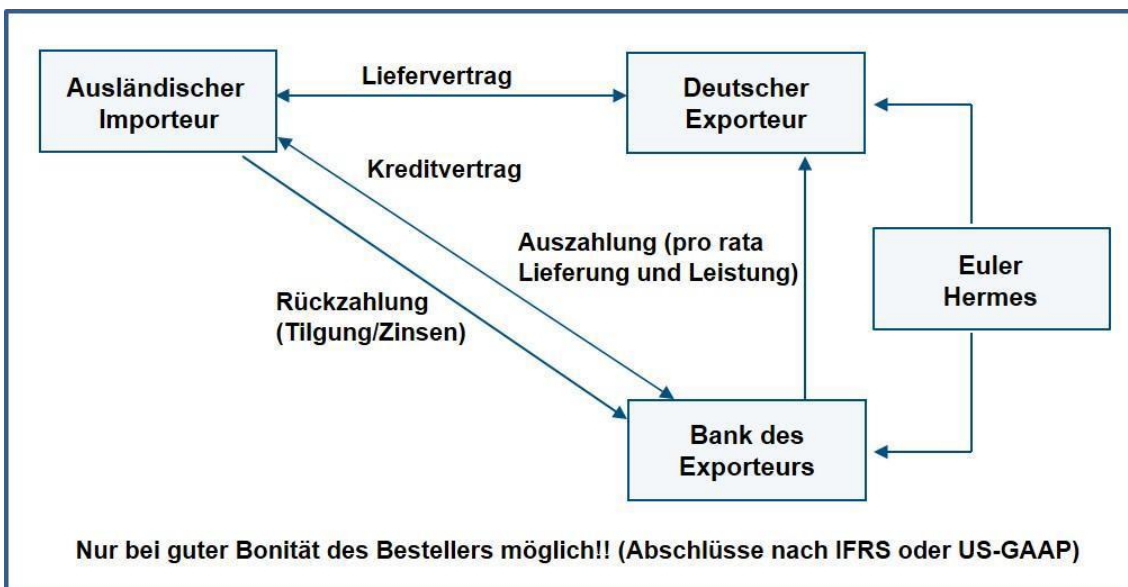 Ausländischer
Importeur
Liefervertrag
Deutscher
Exporteur
Kreditvertrag
Auszahlung (pro rata
Lieferung und Leistung)
Euler
Hermes
Rückzahlung
(Tilgung/Zinsen)
Bank des
Exporteurs
Nur bei guter Bonität des Bestellers möglich!! (Abschlüsse nach IFRS oder US-GAAP)